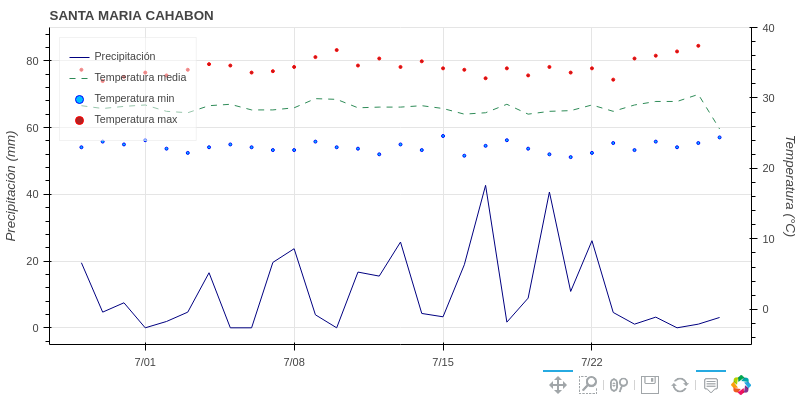 SANTA MARIA CAHABON
Precipitación
Temperatura media
Temperatura min
Temperatura max
Precipitación (mm)
80
60
40
20
0
Temperatura (°C)
40
30
20
10
0
7/01
7/08
7/15
7/22